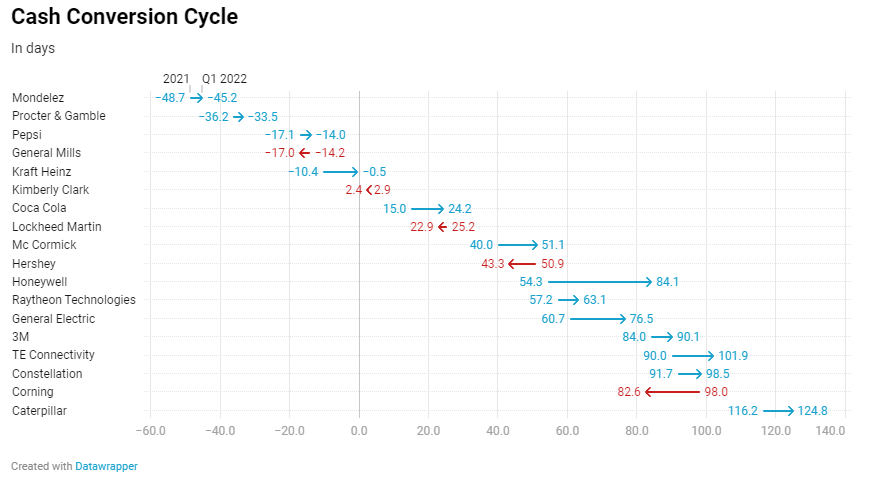 Cash Conversion Cycle
In days
2021 Q1 2022
Mondelez −48.7 −45.2
Procter & Gamble −36.2 −33.5
Pepsi −17.1 −14.0
General Mills −17.0 −14.2
Kraft Heinz −10.4 −0.5
Kimberly Clark 2.4 2.9
Coca Cola 15.0 24.2
Lockheed Martin 22.9 25.2
Mc Cormick 40.0 51.1
Hershey 43.3 50.9
Honeywell 54.3 84.1
Raytheon Technologies 57.2 63.1
General Electric 60.7 76.5
3M 84.0 90.1
TE Connectivity 90.0 101.9
Constellation 91.7 98.5
Corning 82.6 98.0
Caterpillar 116.2 124.8
−60.0 −40.0 −20.0 0.0 20.0 40.0 60.0 80.0 100.0 120.0 140.0
Created with Datawrapper